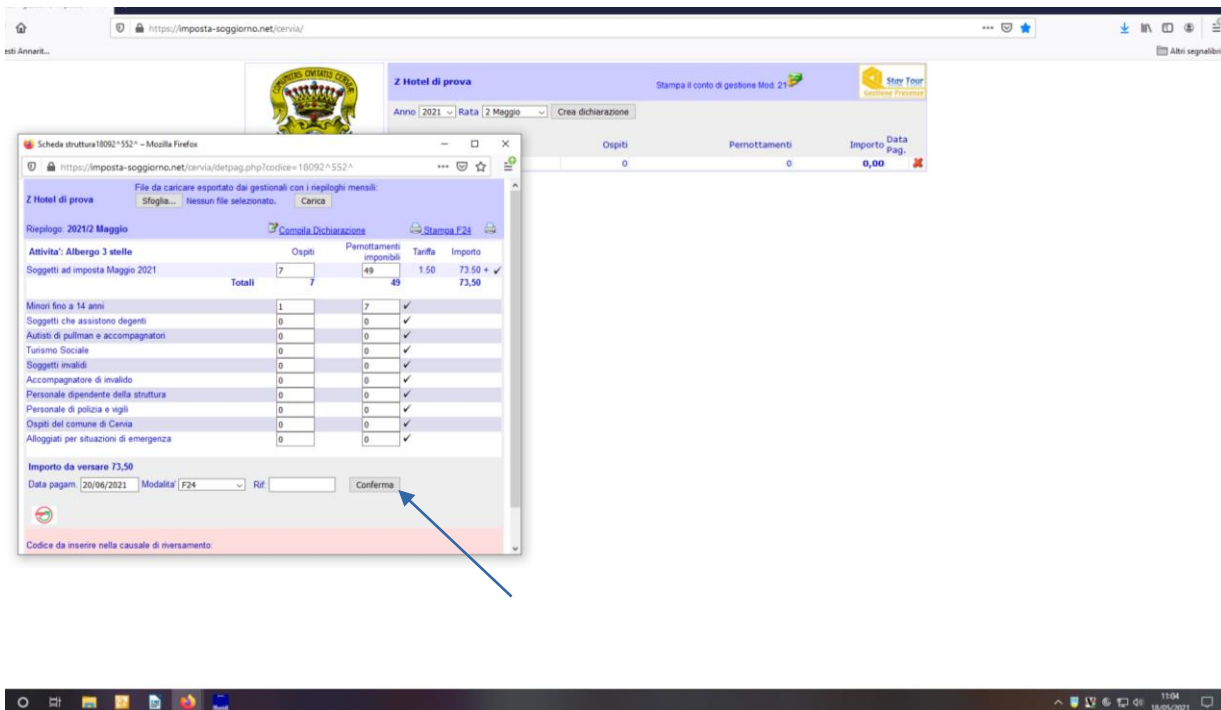 https://imposta-soggiorno.net/cervia/
esti Annarit...
Altri segnalibri
Z Hotel di prova
Stampa il conto di gestione Mod. 21
Stay Tour
Gestione Presenze
Anno 2021 Rata 2 Maggio Crea dichiarazione
Ospiti Pernottamenti Importo Data Pag.
0 0 0,00
Scheda struttura18092^552^ – Mozilla Firefox
https://imposta-soggiorno.net/cervia/detpag.php?codice=18092^552^
File da caricare esportato dai gestionali con i riepiloghi mensili:
Z Hotel di prova Sfoglia... Nessun file selezionato. Carica
Riepilogo: 2021/2 Maggio Compila Dichiarazione Stampa F24
Attivita': Albergo 3 stelle Ospiti Pernottamenti imponibili Tariffa Importo
Soggetti ad imposta Maggio 2021 7 49 1.50 73.50 +
Totali 7 49 73,50
Minori fino a 14 anni 1 7
Soggetti che assistono degenti 0 0
Autisti di pullman e accompagnatori 0 0
Turismo Sociale 0 0
Soggetti invalidi 0 0
Accompagnatore di invalido 0 0
Personale dipendente della struttura 0 0
Personale di polizia e vigili 0 0
Ospiti del comune di Cervia 0 0
Alloggiati per situazioni di emergenza 0 0
Importo da versare 73,50
Data pagam. 20/06/2021 Modalita' F24 Rif: Conferma
Codice da inserire nella causale di riversamento:
11:04
18/05/2021